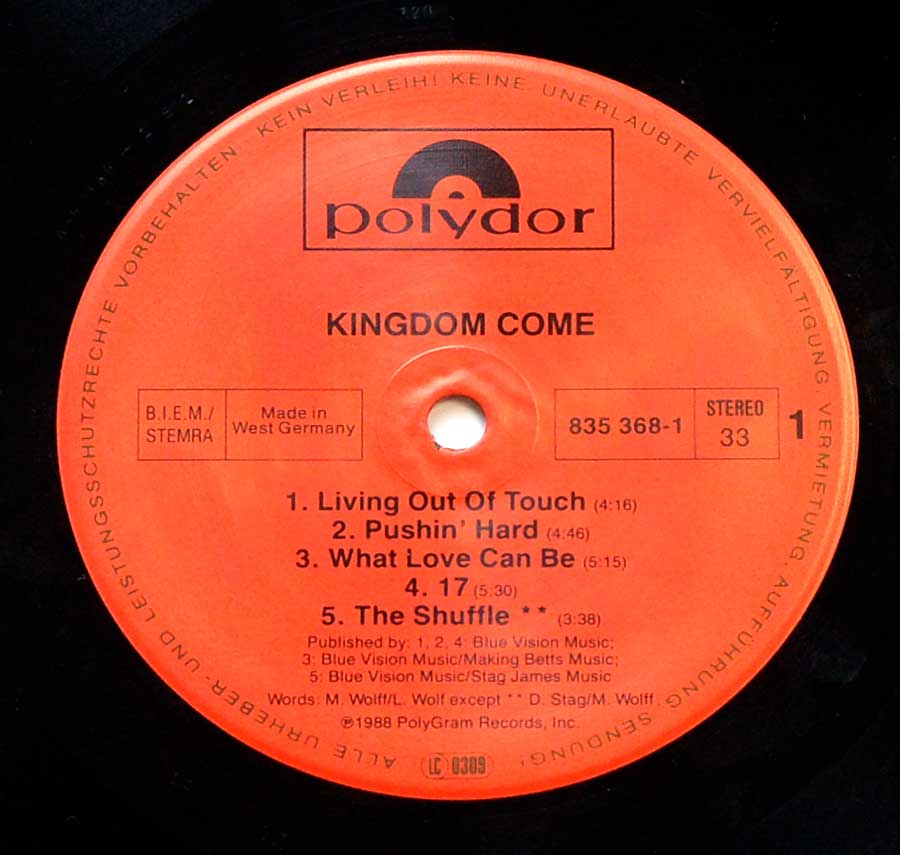 ALLE URHEBER- UND LEISTUNGSSCHUTZRECHTE VORBEHALTEN KEIN VERLEIH! KEINE UNERLAUBTE VERVIELFÄLTIGUNG, VERMIETUNG, AUFFÜHRUNG, SENDUNG!
polydor
KINGDOM COME
B.I.E.M./
STEMRA
Made in
West Germany
835 368-1
STEREO
33
1
1. Living Out Of Touch (4:16)
2. Pushin' Hard (4:46)
3. What Love Can Be (5:15)
4. 17 (5:30)
5. The Shuffle ** (3:38)
Published by: 1, 2, 4: Blue Vision Music;
3: Blue Vision Music/Making Betts Music;
5: Blue Vision Music/Stag James Music
Words: M. Wolff/L. Wolf except ** D. Stag/M. Wolff.
℗1988 PolyGram Records, Inc.
LC 0309